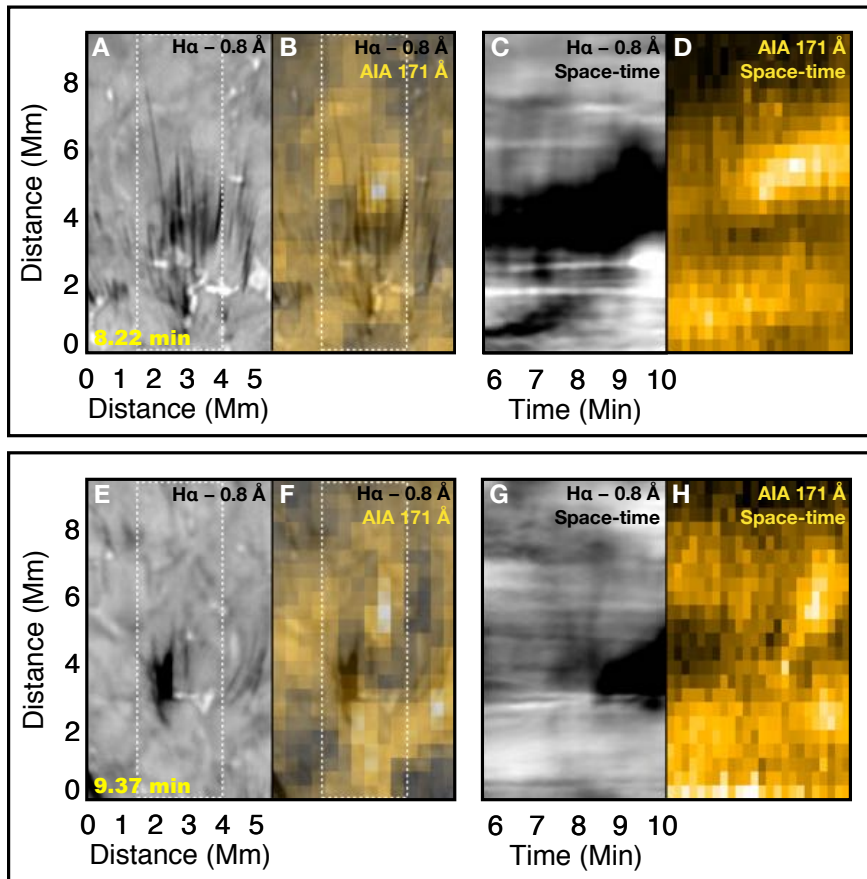 A
Hα – 0.8 Å
B
Hα – 0.8 Å
AIA 171 Å
C
Hα – 0.8 Å
Space-time
D
AIA 171 Å
Space-time
Distance (Mm)
8
6
4
2
0
8.22 min
0 1 2 3 4 5
Distance (Mm)
6 7 8 9 10
Time (Min)
E
Hα – 0.8 Å
F
Hα – 0.8 Å
AIA 171 Å
G
Hα – 0.8 Å
Space-time
H
AIA 171 Å
Space-time
Distance (Mm)
8
6
4
2
0
9.37 min
0 1 2 3 4 5
Distance (Mm)
6 7 8 9 10
Time (Min)